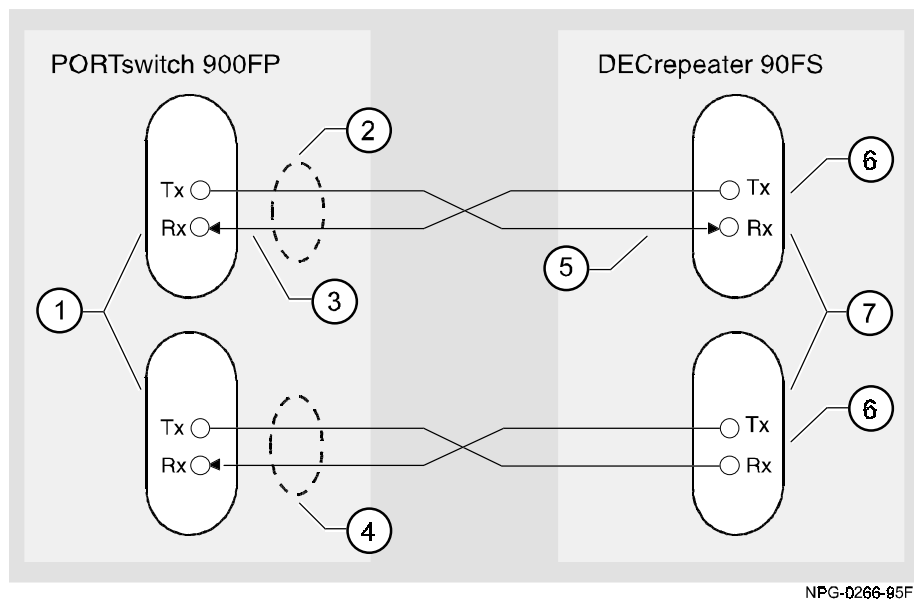 PORTswitch 900FP
DECrepeater 90FS
2
6
Tx
Tx
Rx
Rx
5
3
1
7
Tx
Tx
6
Rx
Rx
4
NPG-0266-95F